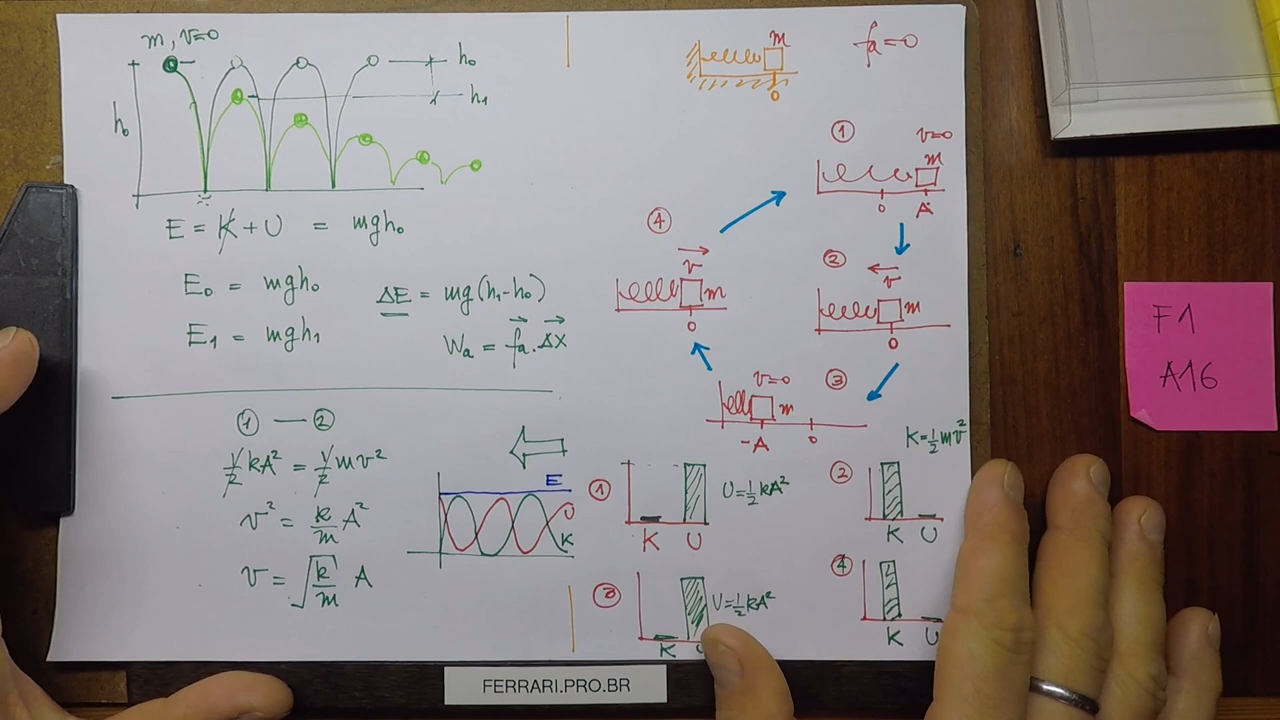 m, v=0
h₀
h₁
h₀
E = K + U = mgh₀
E₀ = mgh₀
ΔE = mg(h₁-h₀)
E₁ = mgh₁
Wₐ = fₐ . Δx
① — ②
½kA² = ½mv²
v² = k/m A²
v = √(k/m) A
E
U
K
m
0
fa=0
①
v=0
m
0
A
④
v
m
0
②
v
m
0
③
v=0
m
-A
0
①
K U
U=½kA²
K=½mv²
②
K U
③
K
U=½kA²
④
K U
F1
A16
FERRARI.PRO.BR